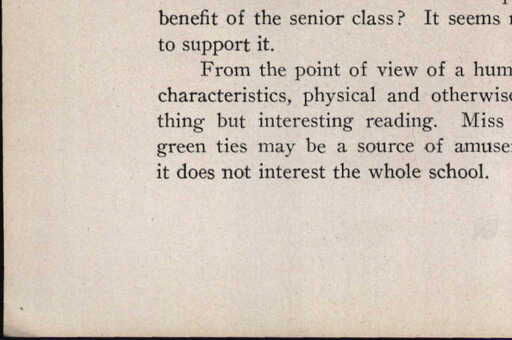 benefit of the senior class? It seems
to support it.
From the point of view of a hum
characteristics, physical and otherwise
thing but interesting reading. Miss
green ties may be a source of amuse
it does not interest the whole school.